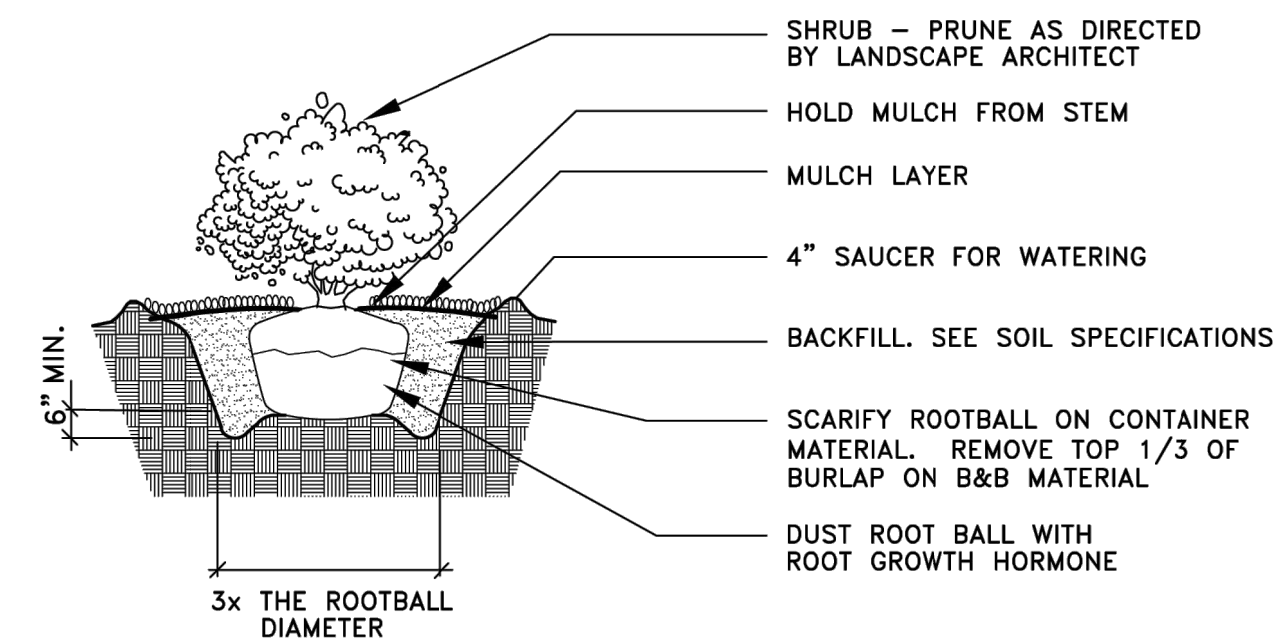 SHRUB – PRUNE AS DIRECTED
BY LANDSCAPE ARCHITECT
HOLD MULCH FROM STEM
MULCH LAYER
4” SAUCER FOR WATERING
BACKFILL. SEE SOIL SPECIFICATIONS
6” MIN.
SCARIFY ROOTBALL ON CONTAINER
MATERIAL. REMOVE TOP 1/3 OF
BURLAP ON B&B MATERIAL
DUST ROOT BALL WITH
ROOT GROWTH HORMONE
3x THE ROOTBALL
DIAMETER